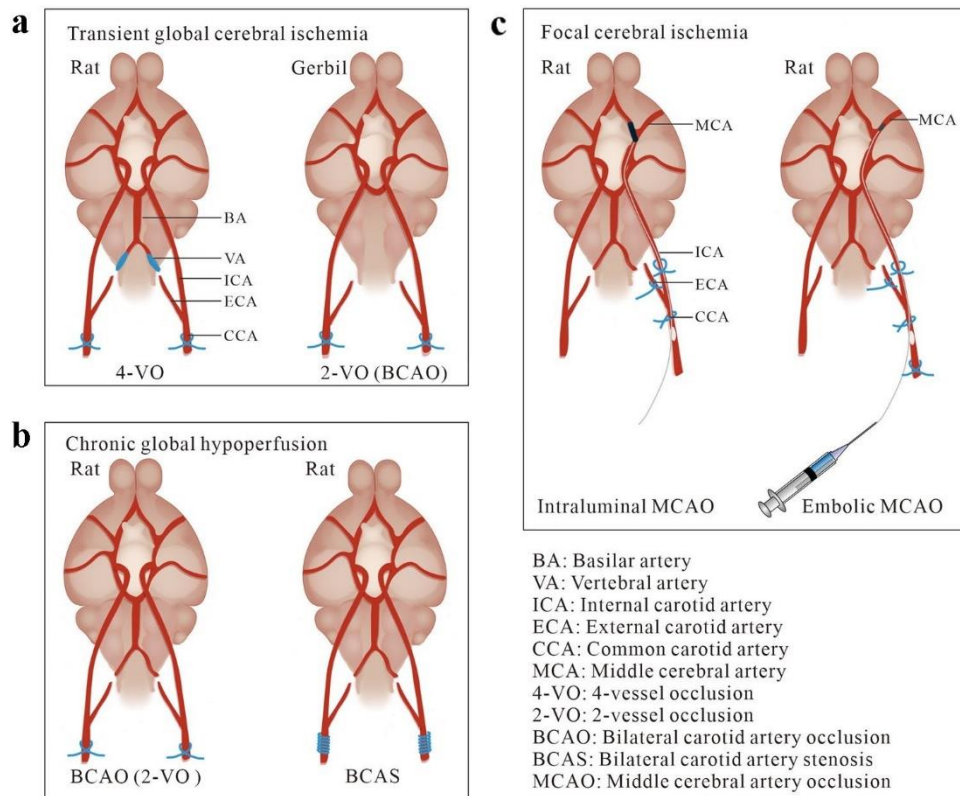 a
Transient global cerebral ischemia
Rat
Gerbil
BA
VA
ICA
ECA
CCA
4-VO
2-VO (BCAO)
b
Chronic global hypoperfusion
Rat
Rat
BCAO (2-VO )
BCAS
c
Focal cerebral ischemia
Rat
Rat
MCA
MCA
ICA
ECA
CCA
Intraluminal MCAO
Embolic MCAO
BA: Basilar artery
VA: Vertebral artery
ICA: Internal carotid artery
ECA: External carotid artery
CCA: Common carotid artery
MCA: Middle cerebral artery
4-VO: 4-vessel occlusion
2-VO: 2-vessel occlusion
BCAO: Bilateral carotid artery occlusion
BCAS: Bilateral carotid artery stenosis
MCAO: Middle cerebral artery occlusion